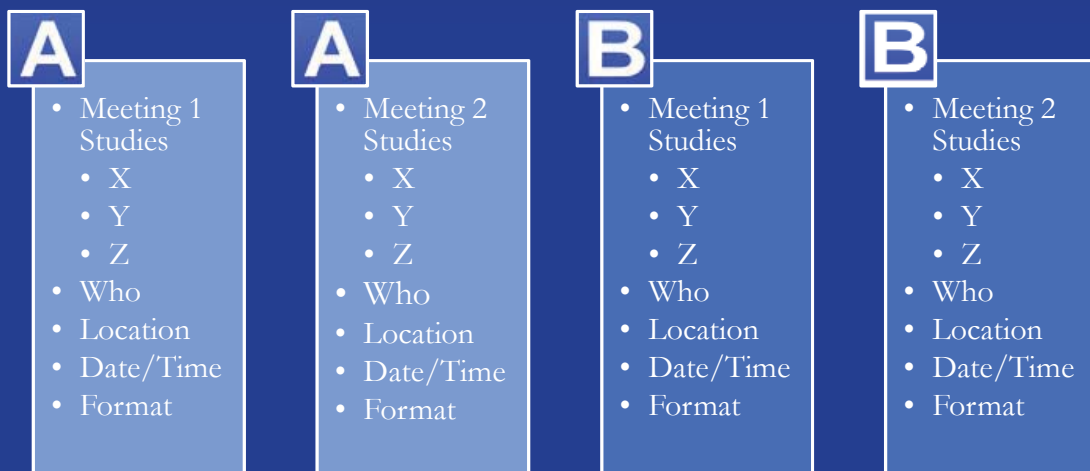 A
• Meeting 1
Studies
• X
• Y
• Z
• Who
• Location
• Date/Time
• Format
A
• Meeting 2
Studies
• X
• Y
• Z
• Who
• Location
• Date/Time
• Format
B
• Meeting 1
Studies
• X
• Y
• Z
• Who
• Location
• Date/Time
• Format
B
• Meeting 2
Studies
• X
• Y
• Z
• Who
• Location
• Date/Time
• Format